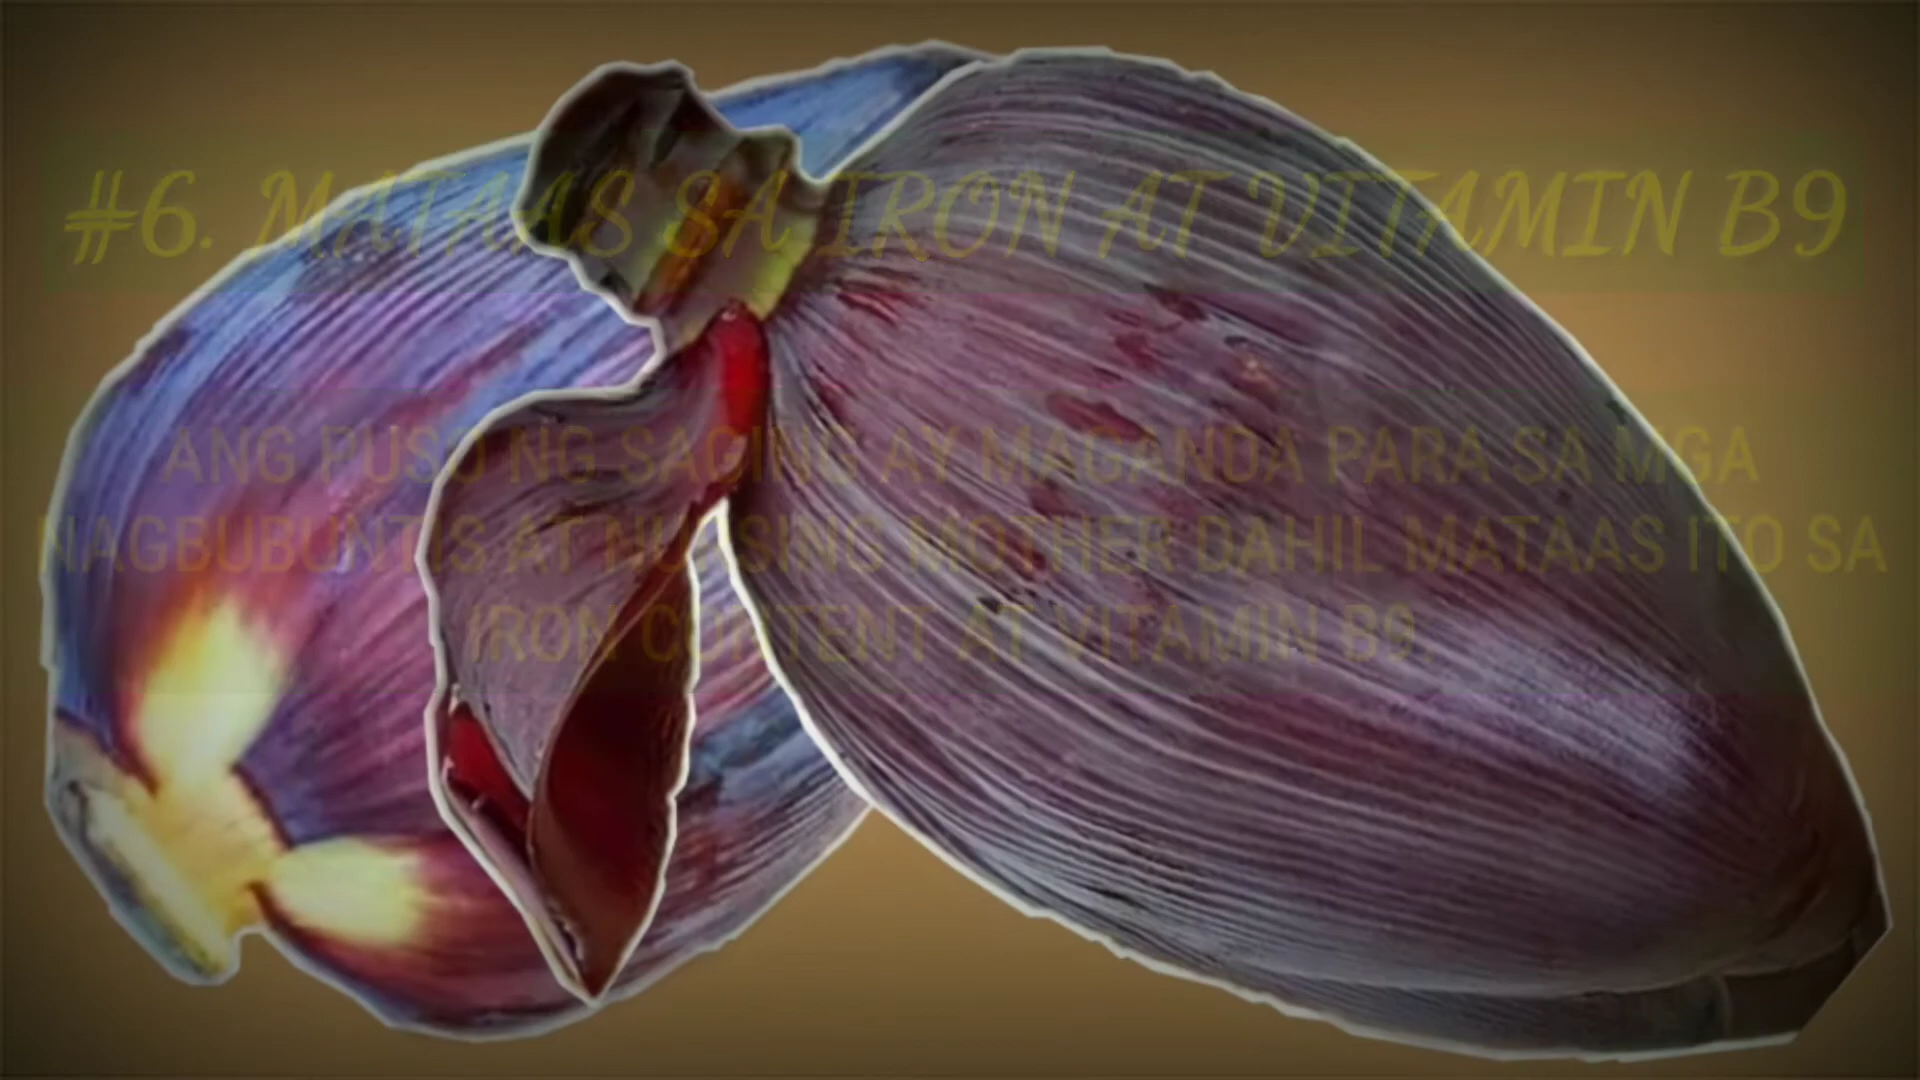 #6. MATAAS SA IRON AT VITAMIN B9
ANG PUSO NG SAGING AY MAGANDA PARA SA MGA
NAGBUBUNTIS AT NURSING MOTHER DAHIL MATAAS ITO SA
IRON CONTENT AT VITAMIN B9.